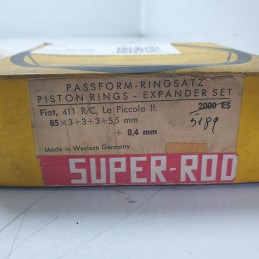 PASSFORM-RINGSATZ
PISTON RINGS - EXPANDER SET
Fiat, 411 R/C, La Piccola II: 2000 E5
85×3+3+3+5,5 mm 5189
+ 0,4 mm
Made in Western Germany
SUPER-ROD